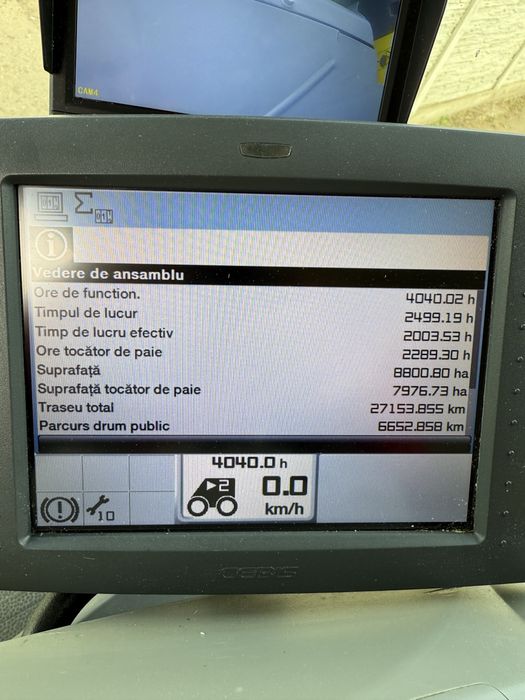 CAM4
Vedere de ansamblu
Ore de function. 4040.02 h
Timpul de lucur 2499.19 h
Timp de lucru efectiv 2003.53 h
Ore tocător de paie 2289.30 h
Suprafață 8800.80 ha
Suprafață tocător de paie 7976.73 ha
Traseu total 27153.855 km
Parcurs drum public 6652.858 km
4040.0 h
2 0.0
km/h
10
CEBIS